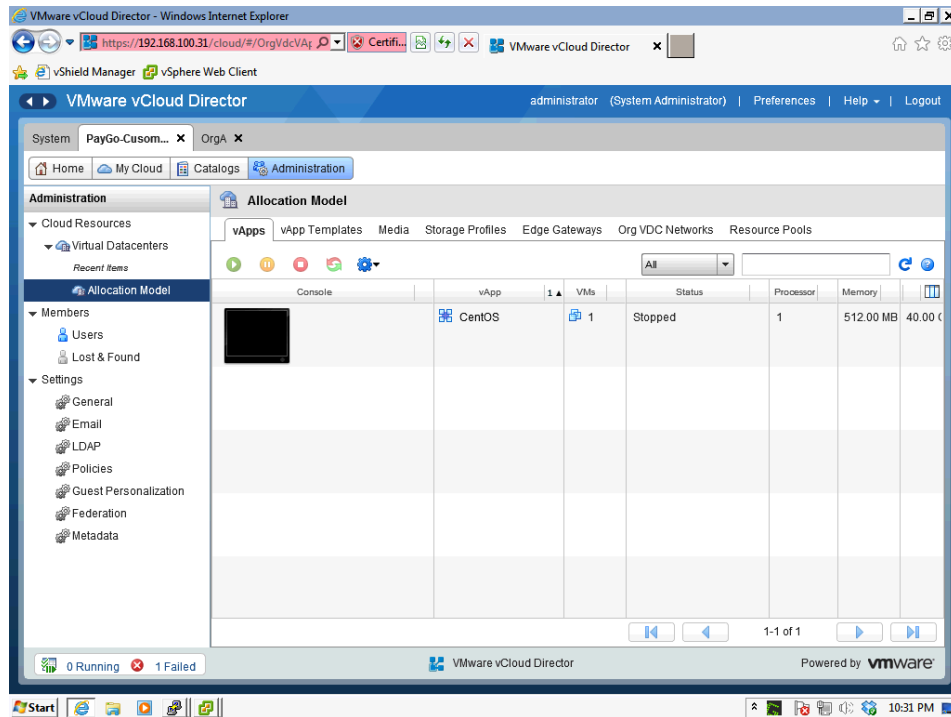 VMware vCloud Director - Windows Internet Explorer
https://192.168.100.31/cloud/#/OrgVdcVAp Certifi... VMware vCloud Director
vShield Manager vSphere Web Client
VMware vCloud Director administrator (System Administrator) | Preferences | Help | Logout
System PayGo-Cusom... OrgA
Home My Cloud Catalogs Administration
Administration
Allocation Model
Cloud Resources
Virtual Datacenters
Recent Items
Allocation Model
Members
Users
Lost & Found
Settings
General
Email
LDAP
Policies
Guest Personalization
Federation
Metadata
vApps vApp Templates Media Storage Profiles Edge Gateways Org VDC Networks Resource Pools
All
Console vApp 1 VMs Status Processor Memory
CentOS 1 Stopped 1 512.00 MB 40.00
1-1 of 1
0 Running 1 Failed VMware vCloud Director Powered by vmware
Start 10:31 PM